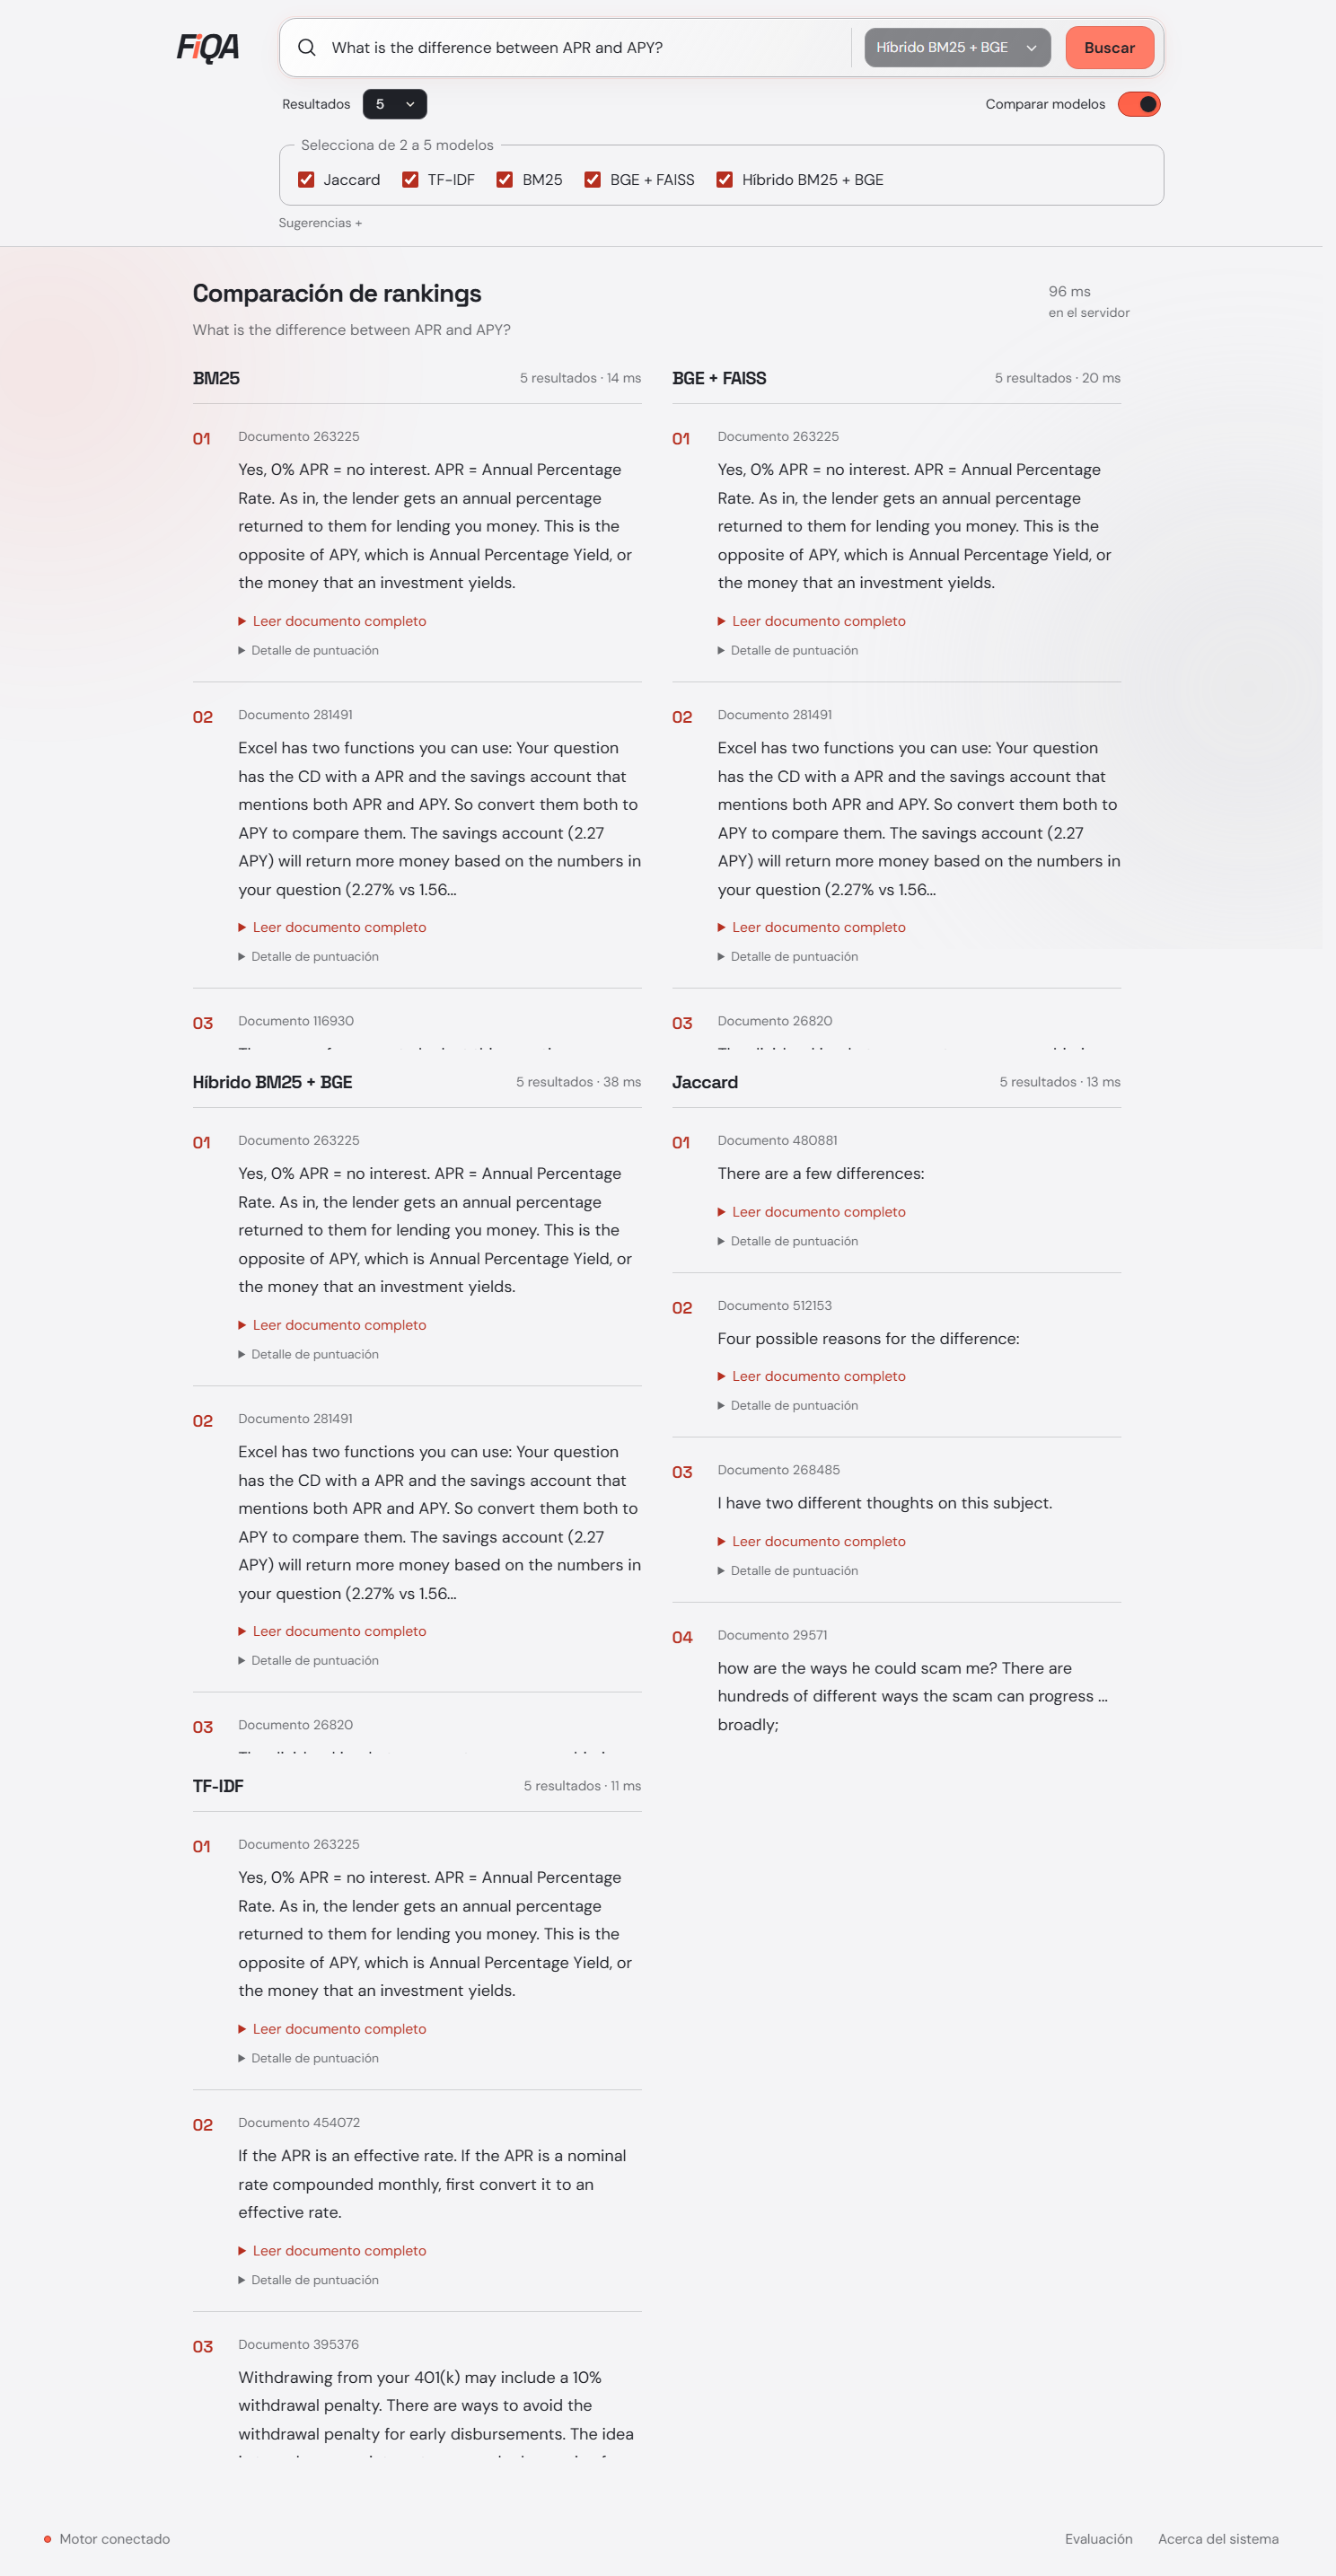 FiQA
What is the difference between APR and APY?
Híbrido BM25 + BGE
Buscar
Resultados
5
Comparar modelos
Selecciona de 2 a 5 modelos
Jaccard
TF-IDF
BM25
BGE + FAISS
Híbrido BM25 + BGE
Sugerencias +
Comparación de rankings
96 ms
en el servidor
What is the difference between APR and APY?
BM25
5 resultados · 14 ms
01
Documento 263225
Yes, 0% APR = no interest. APR = Annual Percentage
Rate. As in, the lender gets an annual percentage
returned to them for lending you money. This is the
opposite of APY, which is Annual Percentage Yield, or
the money that an investment yields.
Leer documento completo
Detalle de puntuación
02
Documento 281491
Excel has two functions you can use: Your question
has the CD with a APR and the savings account that
mentions both APR and APY. So convert them both to
APY to compare them. The savings account (2.27
APY) will return more money based on the numbers in
your question (2.27% vs 1.56...
Leer documento completo
Detalle de puntuación
03
Documento 116930
BGE + FAISS
5 resultados · 20 ms
01
Documento 263225
Yes, 0% APR = no interest. APR = Annual Percentage
Rate. As in, the lender gets an annual percentage
returned to them for lending you money. This is the
opposite of APY, which is Annual Percentage Yield, or
the money that an investment yields.
Leer documento completo
Detalle de puntuación
02
Documento 281491
Excel has two functions you can use: Your question
has the CD with a APR and the savings account that
mentions both APR and APY. So convert them both to
APY to compare them. The savings account (2.27
APY) will return more money based on the numbers in
your question (2.27% vs 1.56...
Leer documento completo
Detalle de puntuación
03
Documento 26820
Híbrido BM25 + BGE
5 resultados · 38 ms
01
Documento 263225
Yes, 0% APR = no interest. APR = Annual Percentage
Rate. As in, the lender gets an annual percentage
returned to them for lending you money. This is the
opposite of APY, which is Annual Percentage Yield, or
the money that an investment yields.
Leer documento completo
Detalle de puntuación
02
Documento 281491
Excel has two functions you can use: Your question
has the CD with a APR and the savings account that
mentions both APR and APY. So convert them both to
APY to compare them. The savings account (2.27
APY) will return more money based on the numbers in
your question (2.27% vs 1.56...
Leer documento completo
Detalle de puntuación
03
Documento 26820
Jaccard
5 resultados · 13 ms
01
Documento 480881
There are a few differences:
Leer documento completo
Detalle de puntuación
02
Documento 512153
Four possible reasons for the difference:
Leer documento completo
Detalle de puntuación
03
Documento 268485
I have two different thoughts on this subject.
Leer documento completo
Detalle de puntuación
04
Documento 29571
how are the ways he could scam me? There are
hundreds of different ways the scam can progress ...
broadly;
TF-IDF
5 resultados · 11 ms
01
Documento 263225
Yes, 0% APR = no interest. APR = Annual Percentage
Rate. As in, the lender gets an annual percentage
returned to them for lending you money. This is the
opposite of APY, which is Annual Percentage Yield, or
the money that an investment yields.
Leer documento completo
Detalle de puntuación
02
Documento 454072
If the APR is an effective rate. If the APR is a nominal
rate compounded monthly, first convert it to an
effective rate.
Leer documento completo
Detalle de puntuación
03
Documento 395376
Withdrawing from your 401(k) may include a 10%
withdrawal penalty. There are ways to avoid the
withdrawal penalty for early disbursements. The idea
Motor conectado
Evaluación
Acerca del sistema